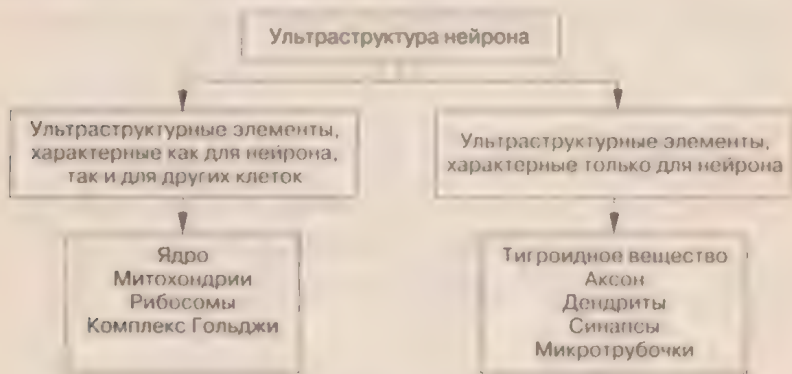 Ультраструктура нейрона
Ультраструктурные элементы,
характерные как для нейрона,
так и для других клеток
Ультраструктурные элементы,
характерные только для нейрона
Ядро
Митохондрии
Рибосомы
Комплекс Гольджи
Тигроидное вещество
Аксон
Дендриты
Синапсы
Микротрубочки